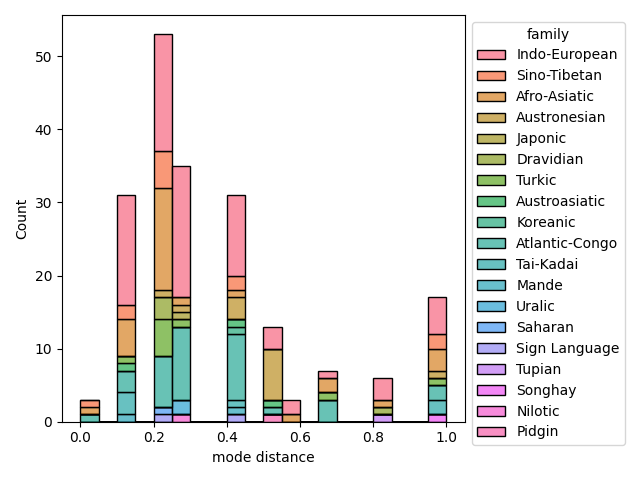 family
Indo-European
Sino-Tibetan
Afro-Asiatic
Austronesian
Japonic
Dravidian
Turkic
Austroasiatic
Koreanic
Atlantic-Congo
Tai-Kadai
Mande
Uralic
Saharan
Sign Language
Tupian
Songhay
Nilotic
Pidgin
50
40
30
20
10
0
Count
0.0 0.2 0.4 0.6 0.8 1.0
mode distance